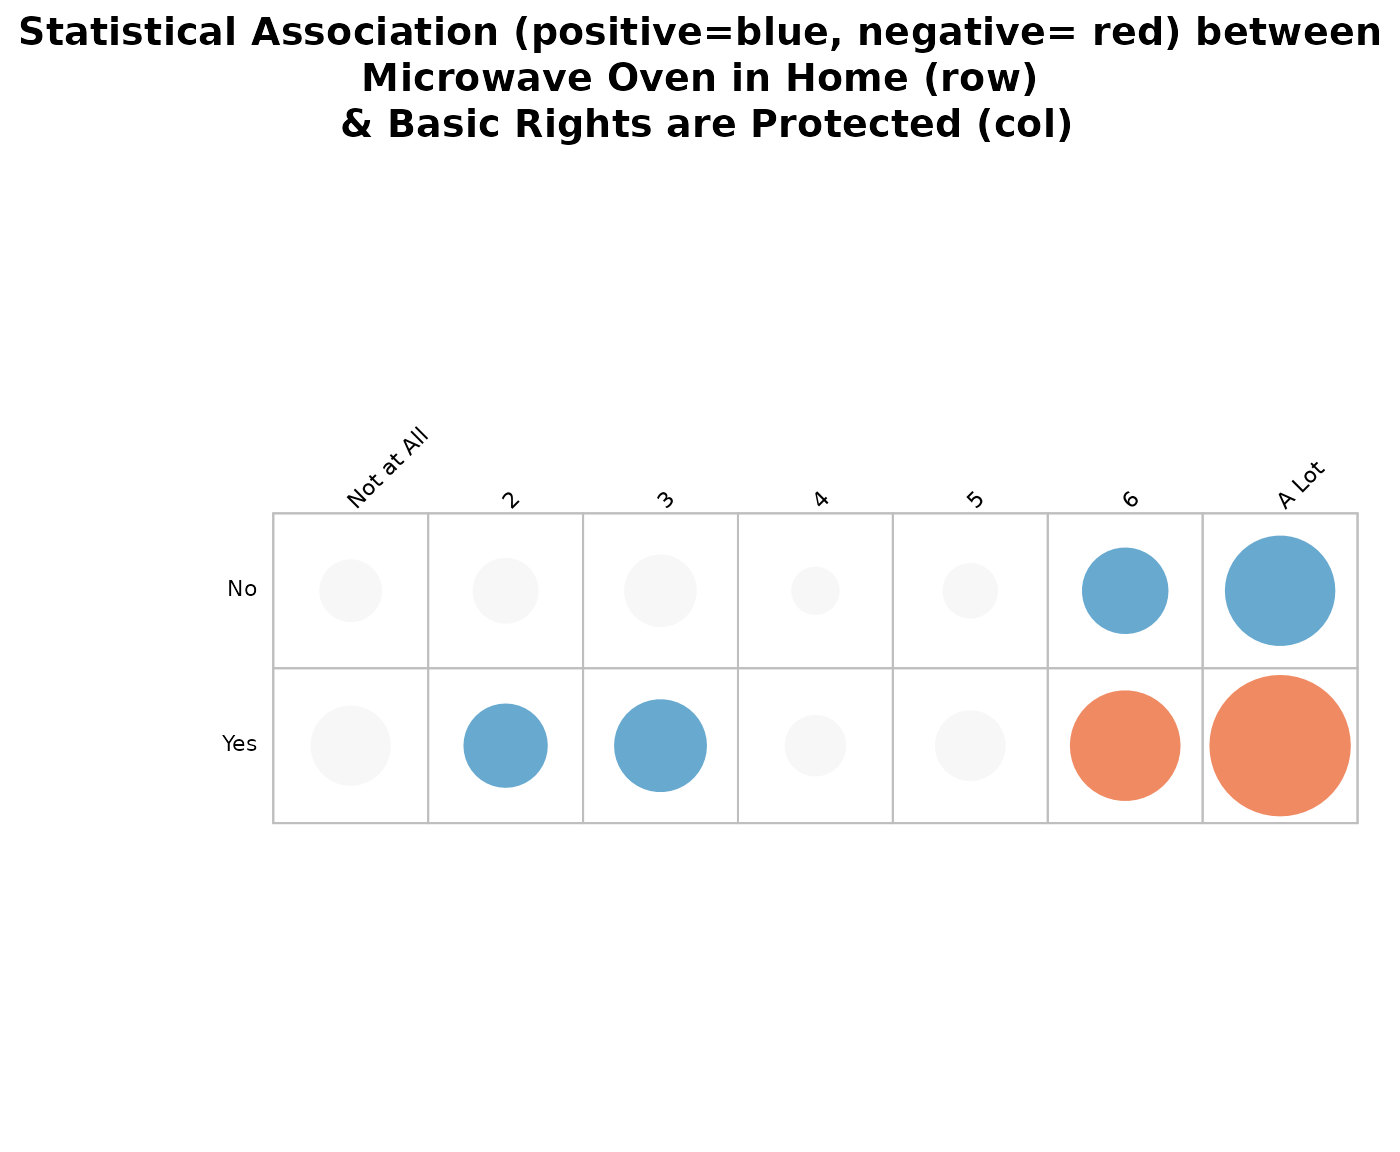 Statistical Association (positive=blue, negative= red) between
Microwave Oven in Home (row)
& Basic Rights are Protected (col)
Not at All 2 3 4 5 6 A Lot
No
Yes